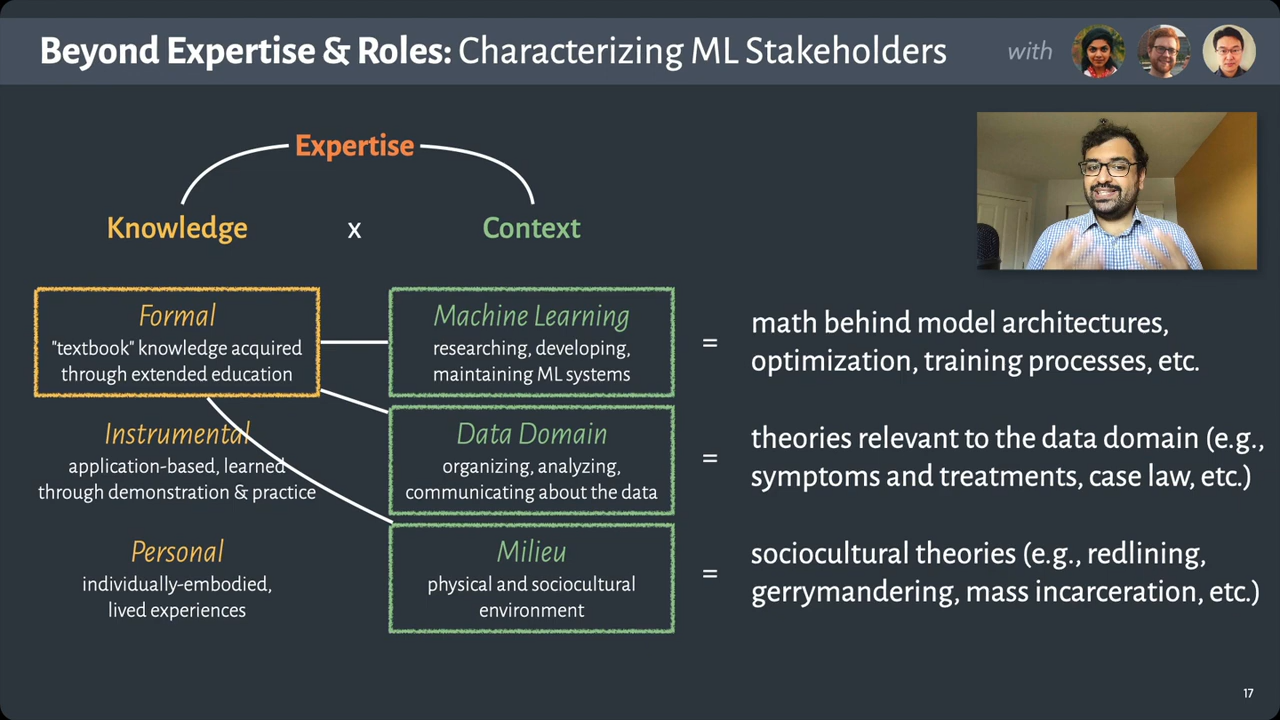 Beyond Expertise & Roles: Characterizing ML Stakeholders
with
Expertise
Knowledge
x
Context
Formal
"textbook" knowledge acquired
through extended education
Machine Learning
researching, developing,
maintaining ML systems
=
math behind model architectures,
optimization, training processes, etc.
Instrumental
application-based, learned
through demonstration & practice
Data Domain
organizing, analyzing,
communicating about the data
=
theories relevant to the data domain (e.g.,
symptoms and treatments, case law, etc.)
Personal
individually-embodied,
lived experiences
Milieu
physical and sociocultural
environment
=
sociocultural theories (e.g., redlining,
gerrymandering, mass incarceration, etc.)
17